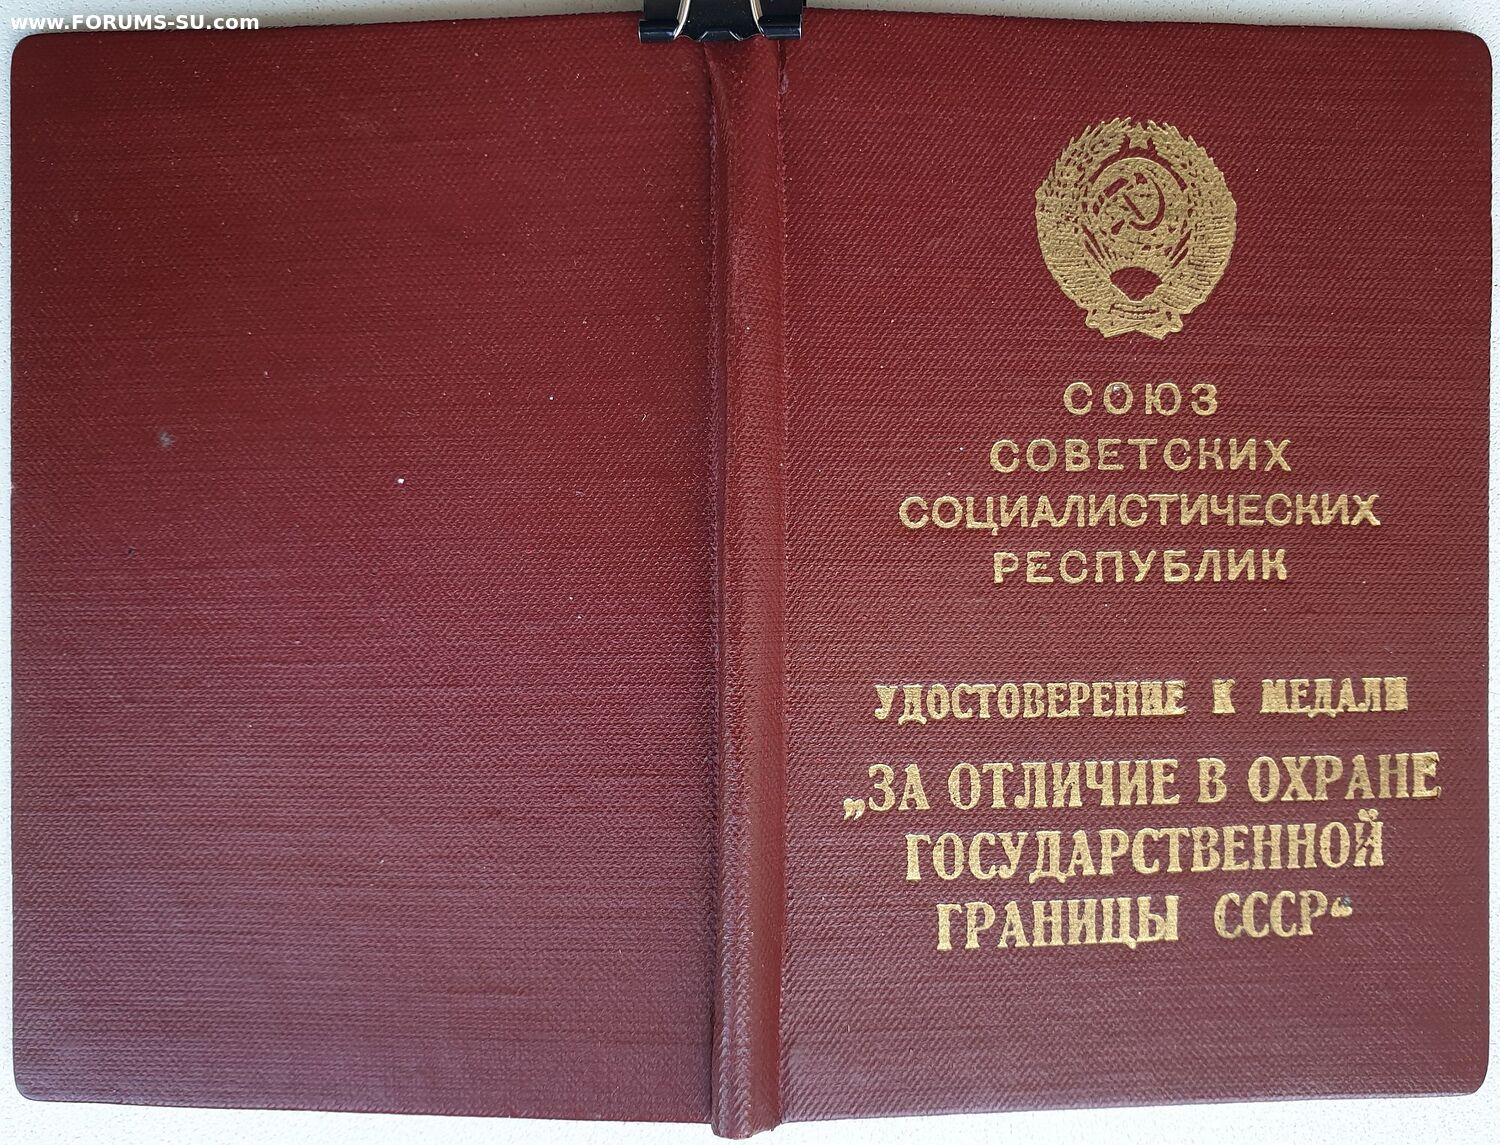 www.FORUMS-SU.com
СОЮЗ
СОВЕТСКИХ
СОЦИАЛИСТИЧЕСКИХ
РЕСПУБЛИК
УДОСТОВЕРЕНИЕ К МЕДАЛИ
„ЗА ОТЛИЧИЕ В ОХРАНЕ
ГОСУДАРСТВЕННОЙ
ГРАНИЦЫ СССР“